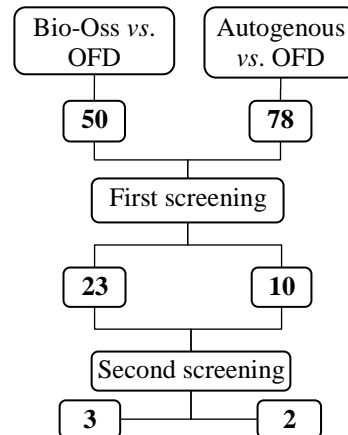 Bio-Oss vs.
OFD
Autogenous
vs. OFD
50
78
First screening
23
10
Second screening
3
2